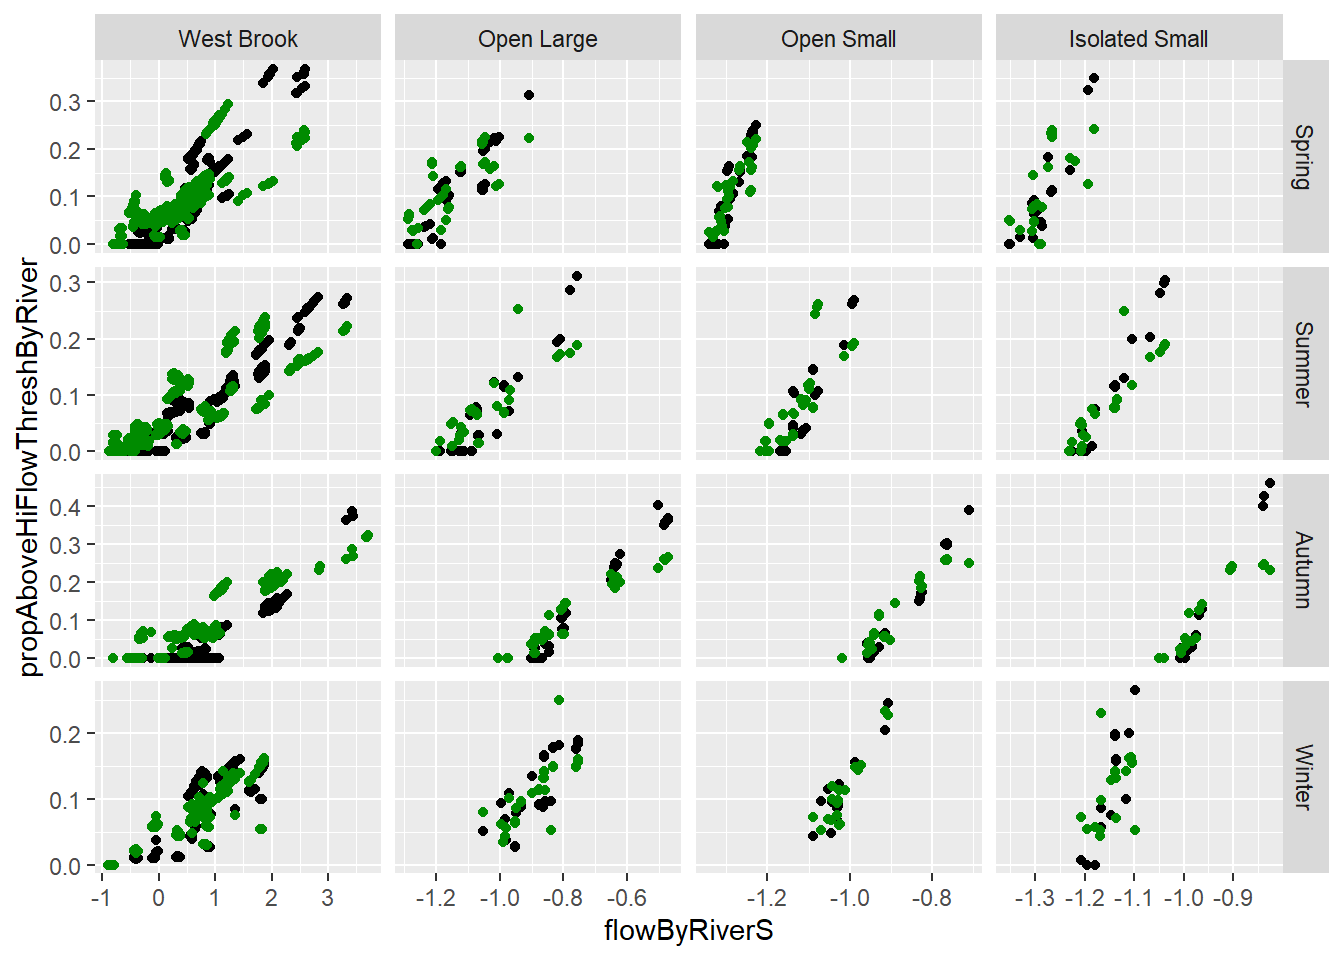 West Brook Open Large Open Small Isolated Small
0.3
0.2
0.1
0.0
Spring
0.3
0.2
0.1
0.0
Summer
0.4
0.3
0.2
0.1
0.0
Autumn
0.2
0.1
0.0
Winter
propAboveHiFlowThreshByRiver
-1 0 1 2 3 -1.2 -1.0 -0.8 -0.6 -1.2 -1.0 -0.8 -1.3 -1.2 -1.1 -1.0 -0.9
flowByRiverS